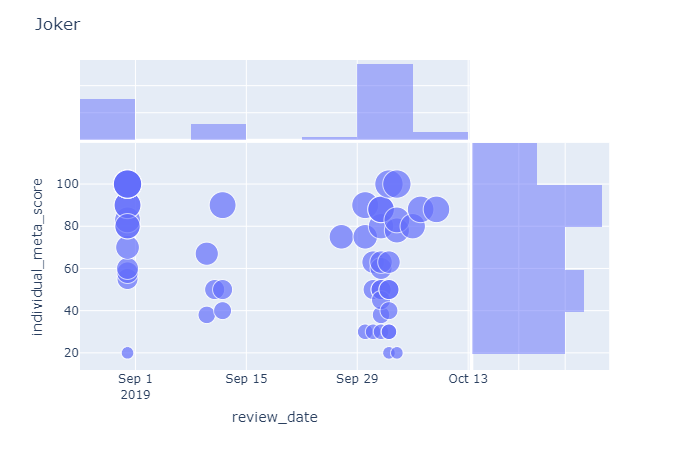 Joker
individual_meta_score
100
80
60
40
20
Sep 1
2019
Sep 15
Sep 29
Oct 13
review_date